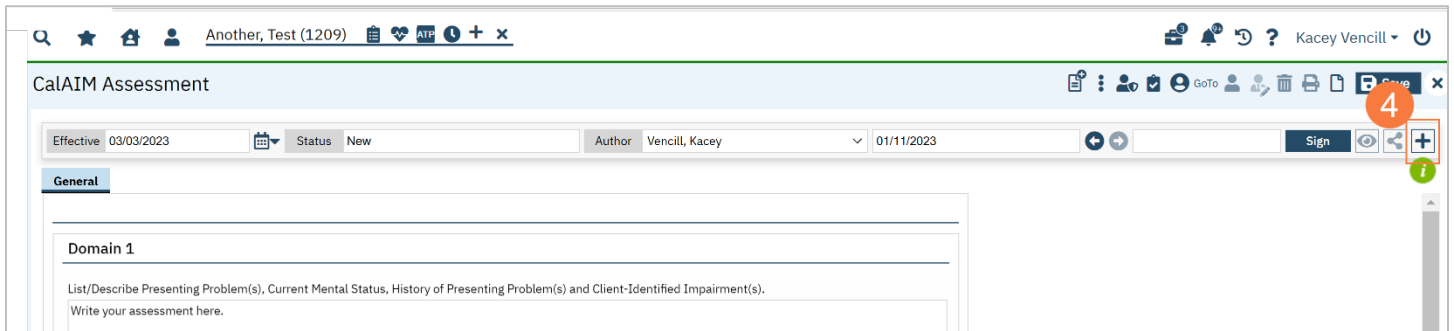 Another, Test (1209) ATP 3 9+ ? Kacey Vencill
CalAIM Assessment GoTo Save
4
Effective 03/03/2023 Status New Author Vencill, Kacey 01/11/2023 Sign
i
General
Domain 1
List/Describe Presenting Problem(s), Current Mental Status, History of Presenting Problem(s) and Client-Identified Impairment(s).
Write your assessment here.